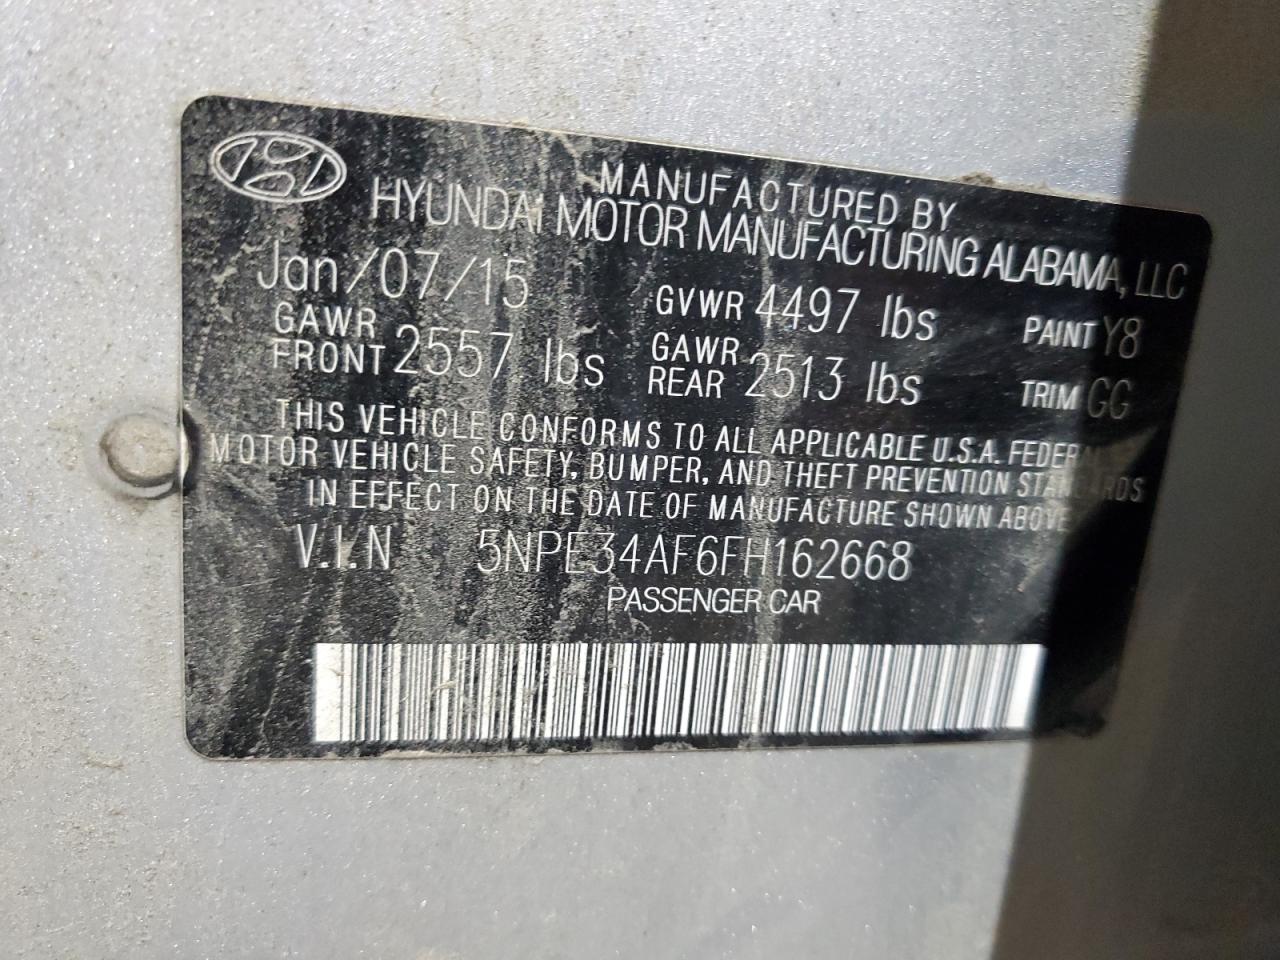 MANUFACTURED BY
HYUNDAI MOTOR MANUFACTURING ALABAMA, LLC
Jan/07/15 GVWR 4497 lbs PAINT Y8
GAWR FRONT 2557 lbs GAWR REAR 2513 lbs TRIM GG
THIS VEHICLE CONFORMS TO ALL APPLICABLE U.S.A. FEDERAL
MOTOR VEHICLE SAFETY, BUMPER, AND THEFT PREVENTION STANDARDS
IN EFFECT ON THE DATE OF MANUFACTURE SHOWN ABOVE
V.I.N 5NPE34AF6FH162668
PASSENGER CAR